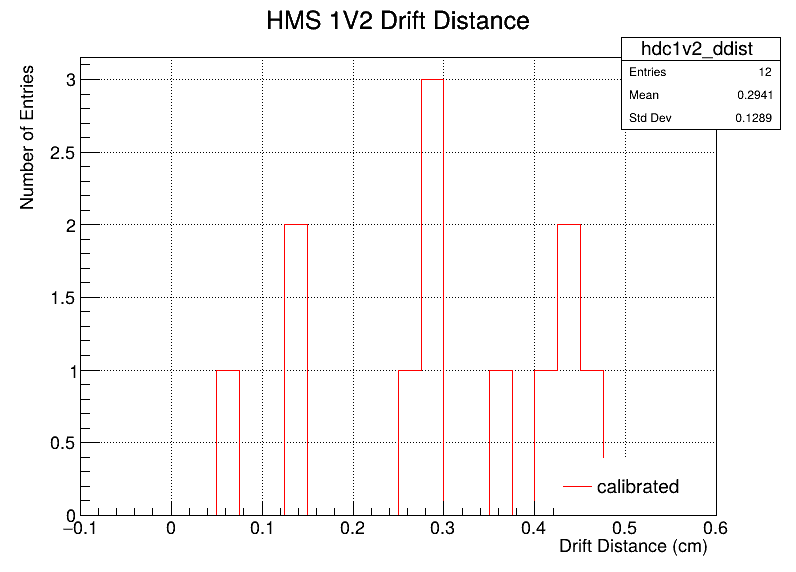 HMS 1V2 Drift Distance
hdc1v2_ddist
Entries 12
Mean 0.2941
Std Dev 0.1289
Number of Entries
3
2.5
2
1.5
1
0.5
0
−0.1 0 0.1 0.2 0.3 0.4 0.5 0.6
calibrated
Drift Distance (cm)